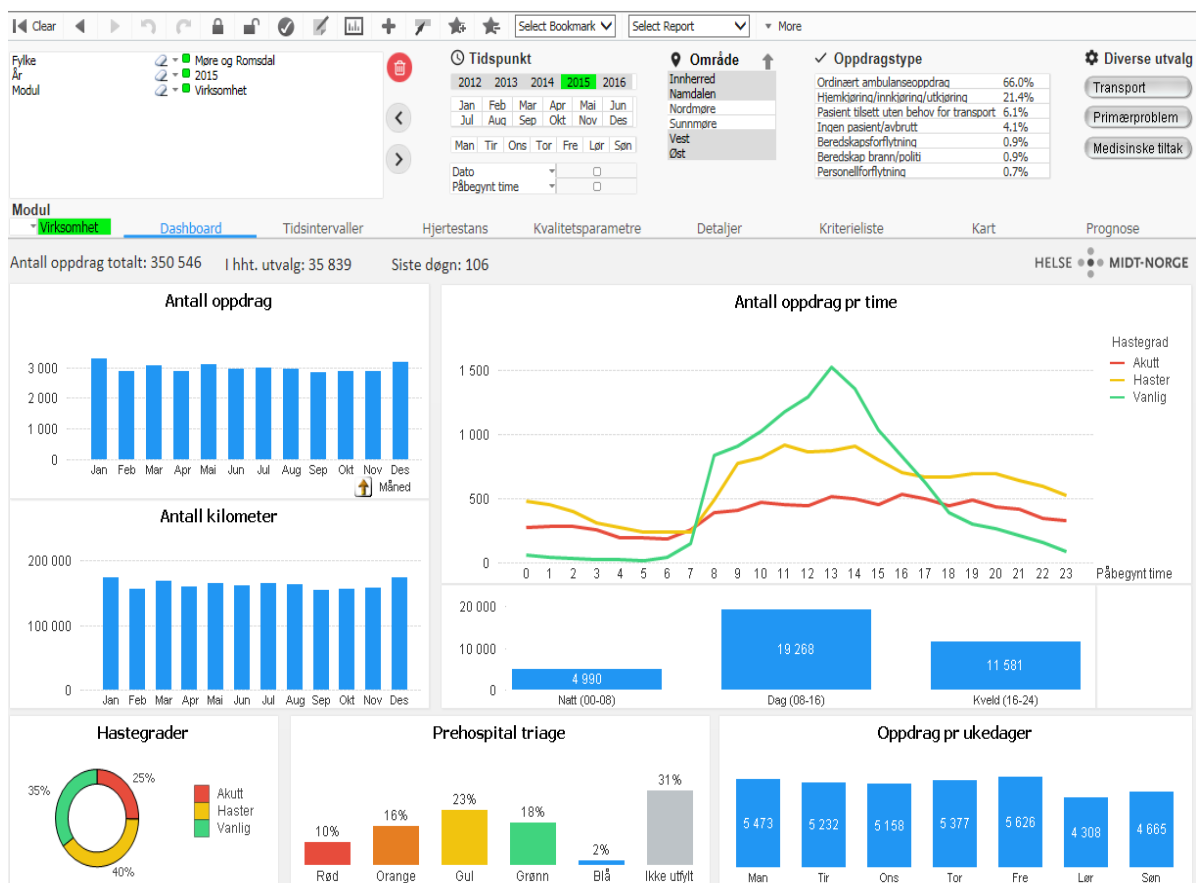 Clear
Select Bookmark
Select Report
More
Fylke
Møre og Romsdal
År
2015
Modul
Virksomhet
Tidspunkt
2012 2013 2014 2015 2016
Jan Feb Mar Apr Mai Jun
Jul Aug Sep Okt Nov Des
Man Tir Ons Tor Fre Lør Søn
Dato
Påbegynt time
Område
Innherred
Namdalen
Nordmøre
Sunnmøre
Vest
Øst
Oppdragstype
Ordinært ambulanseoppdrag 66.0%
Hjemkjøring/innkjøring/utkjøring 21.4%
Pasient tilsett uten behov for transport 6.1%
Ingen pasient/avbrutt 4.1%
Beredskapsforflytning 0.9%
Beredskap brann/politi 0.9%
Personellforflytning 0.7%
Diverse utvalg
Transport
Primærproblem
Medisinske tiltak
Modul
Virksomhet
Dashboard Tidsintervaller Hjertestans Kvalitetsparametre Detaljer Kriterieliste Kart Prognose
Antall oppdrag totalt: 350 546 I hht. utvalg: 35 839 Siste døgn: 106
HELSE MIDT-NORGE
Antall oppdrag
3 000
2 000
1 000
0
Jan Feb Mar Apr Mai Jun Jul Aug Sep Okt Nov Des
Måned
Antall kilometer
200 000
100 000
0
Jan Feb Mar Apr Mai Jun Jul Aug Sep Okt Nov Des
Antall oppdrag pr time
Hastegrad
Akutt
Haster
Vanlig
1 500
1 000
500
0
0 1 2 3 4 5 6 7 8 9 10 11 12 13 14 15 16 17 18 19 20 21 22 23 Påbegynt time
20 000
10 000
0
4 990
19 268
11 581
Natt (00-08) Dag (08-16) Kveld (16-24)
Hastegrader
25%
35%
40%
Akutt
Haster
Vanlig
Prehospital triage
10% 16% 23% 18% 2% 31%
Rød Orange Gul Grønn Blå Ikke utfylt
Oppdrag pr ukedager
5 473 5 232 5 158 5 377 5 626 4 308 4 665
Man Tir Ons Tor Fre Lør Søn